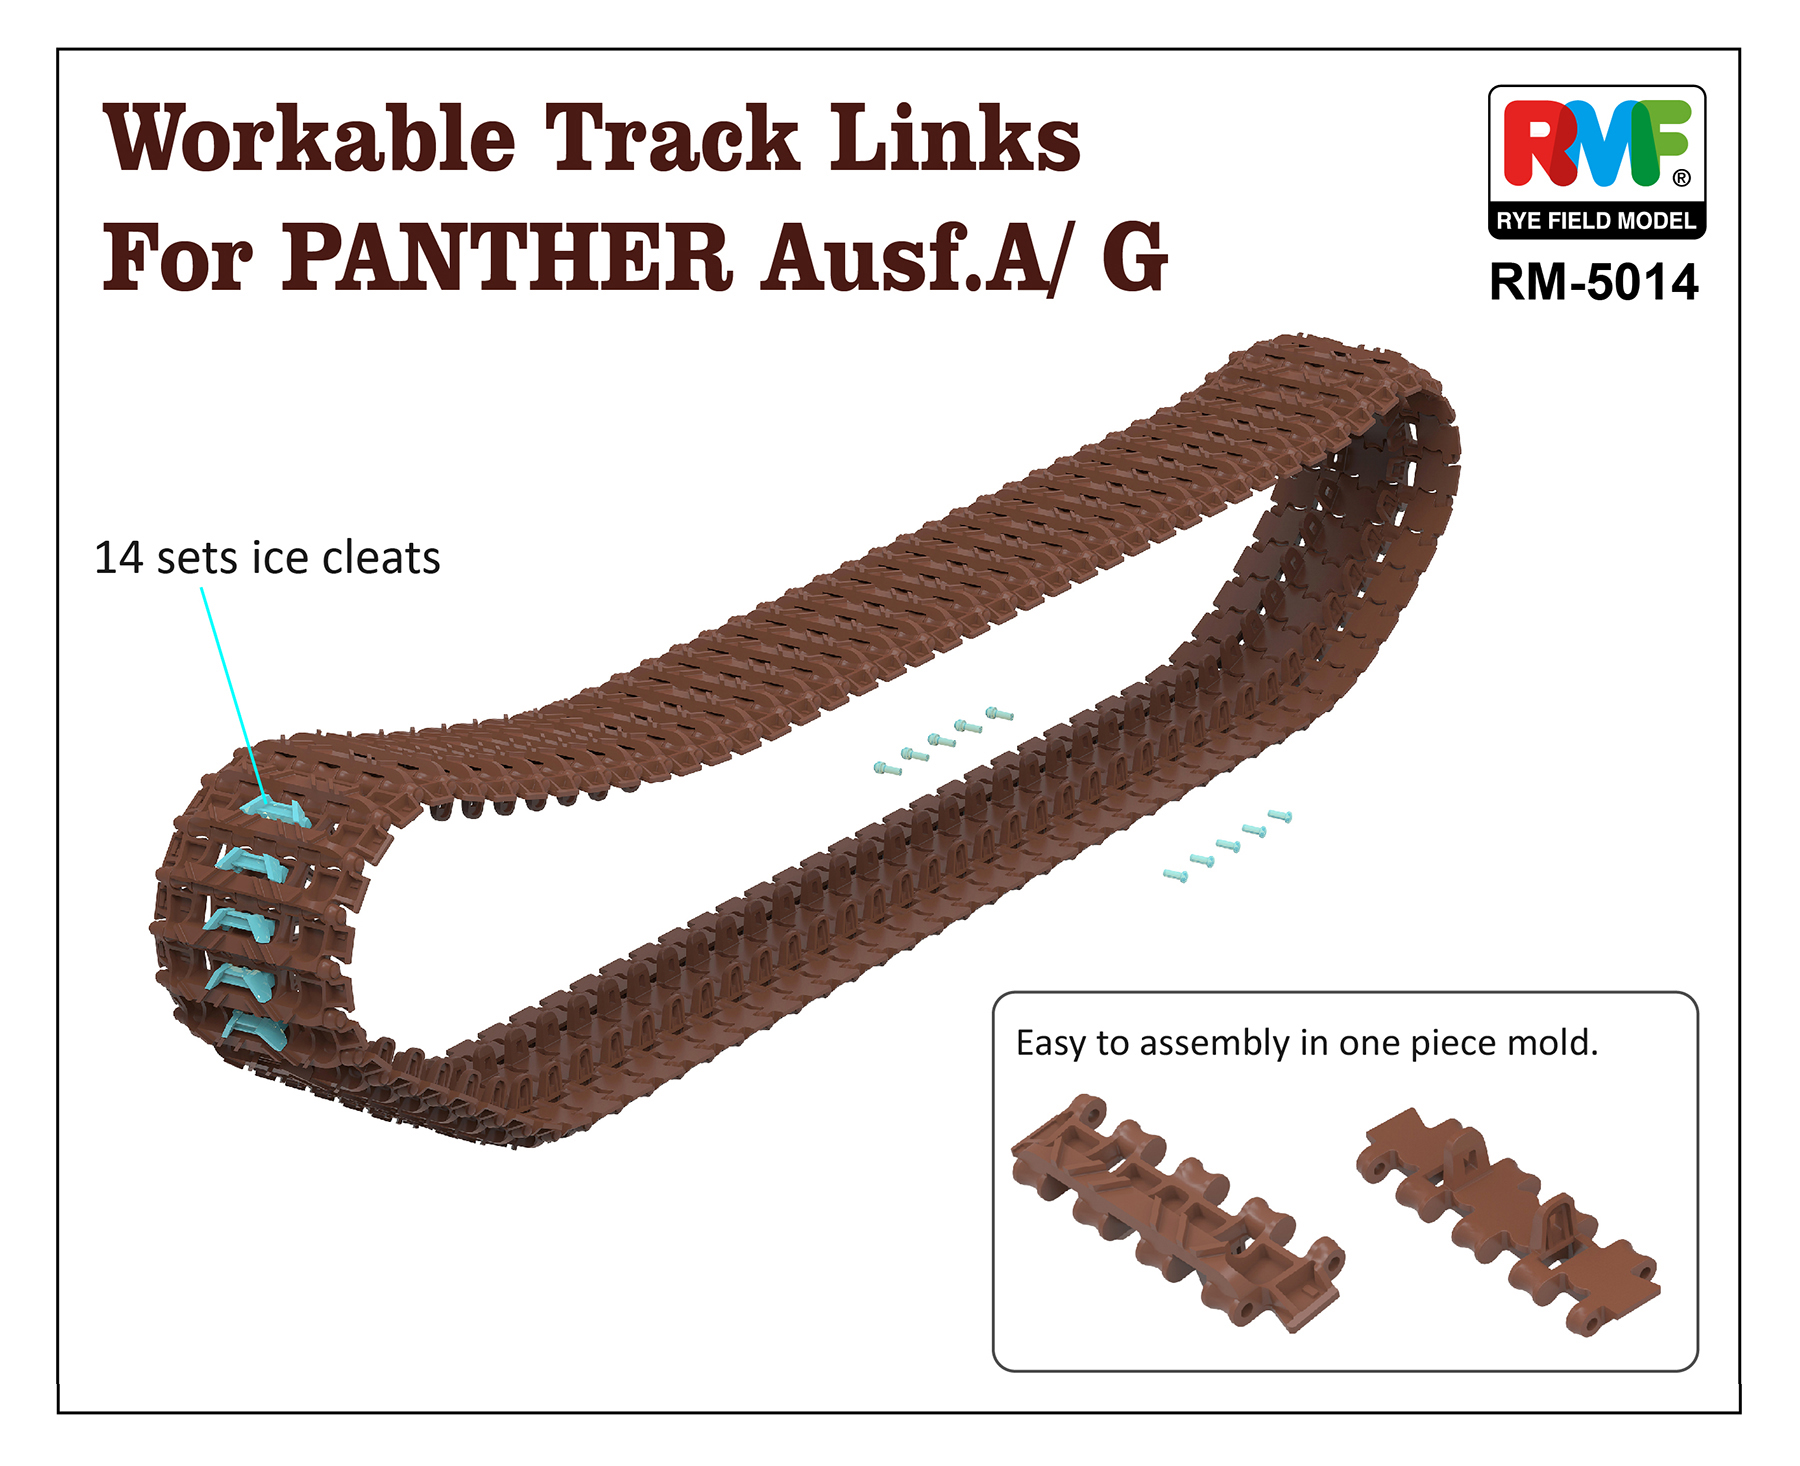 Workable Track Links
For PANTHER Ausf.A/ G
RMF®
RYE FIELD MODEL
RM-5014
14 sets ice cleats
Easy to assembly in one piece mold.